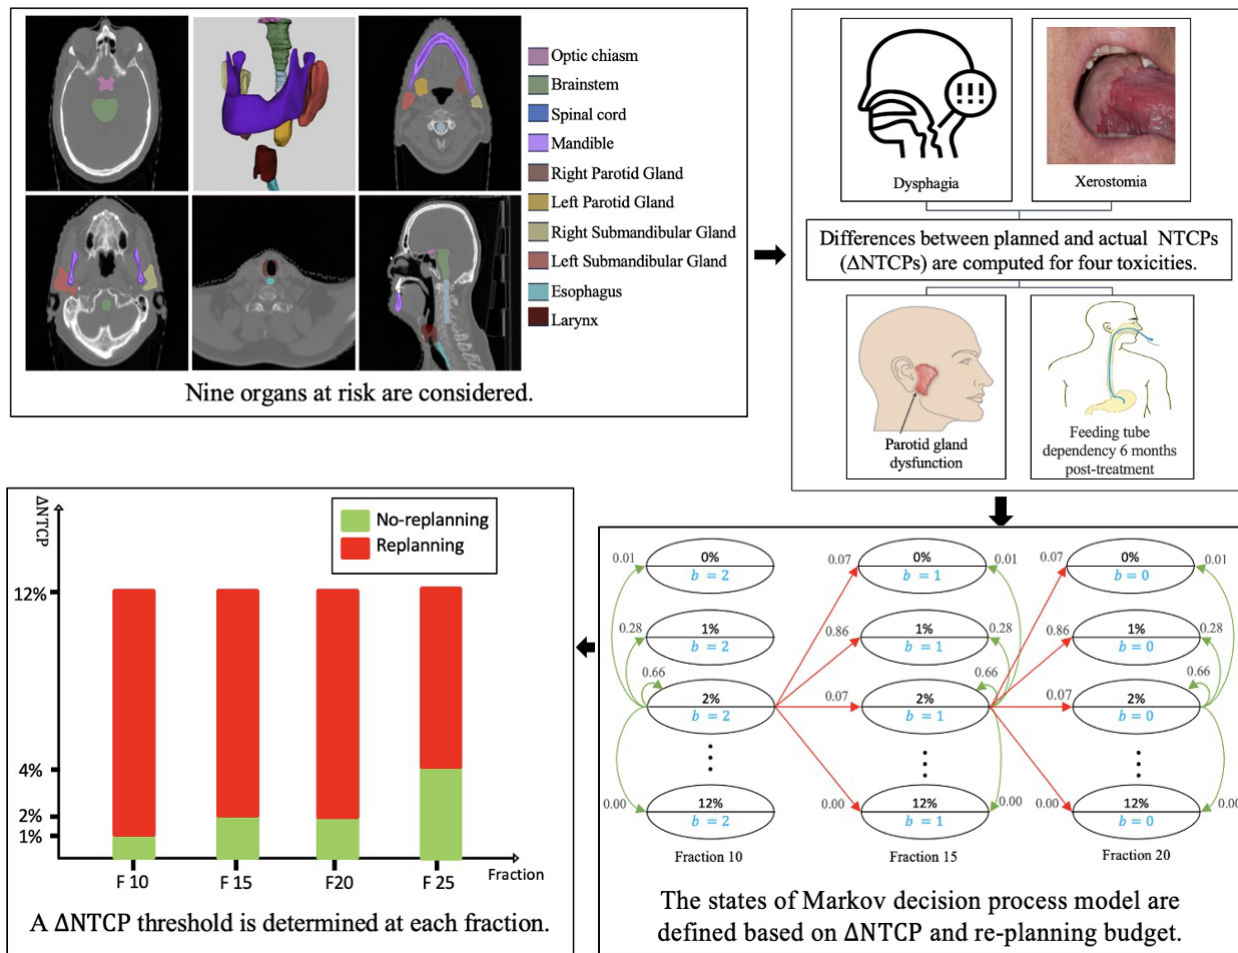 Optic chiasm
Brainstem
Spinal cord
Mandible
Right Parotid Gland
Left Parotid Gland
Right Submandibular Gland
Left Submandibular Gland
Esophagus
Larynx
Nine organs at risk are considered.
!!!
Dysphagia
Xerostomia
Differences between planned and actual NTCPs
(ΔNTCPs) are computed for four toxicities.
Parotid gland
dysfunction
Feeding tube
dependency 6 months
post-treatment
ΔNTCP
No-replanning
Replanning
12%
4%
2%
1%
F 10
F 15
F20
F 25
Fraction
A ΔNTCP threshold is determined at each fraction.
0.01
0%
b = 2
0.07
0%
b = 1
0.01
0.07
0%
b = 0
0.01
0.28
1%
b = 2
0.86
1%
b = 1
0.28
0.86
1%
b = 0
0.28
0.66
2%
b = 2
0.07
0.66
2%
b = 1
0.07
0.66
2%
b = 0
0.00
12%
b = 2
0.00
12%
b = 1
0.00
0.00
12%
b = 0
0.00
Fraction 10
Fraction 15
Fraction 20
The states of Markov decision process model are
defined based on ΔNTCP and re-planning budget.